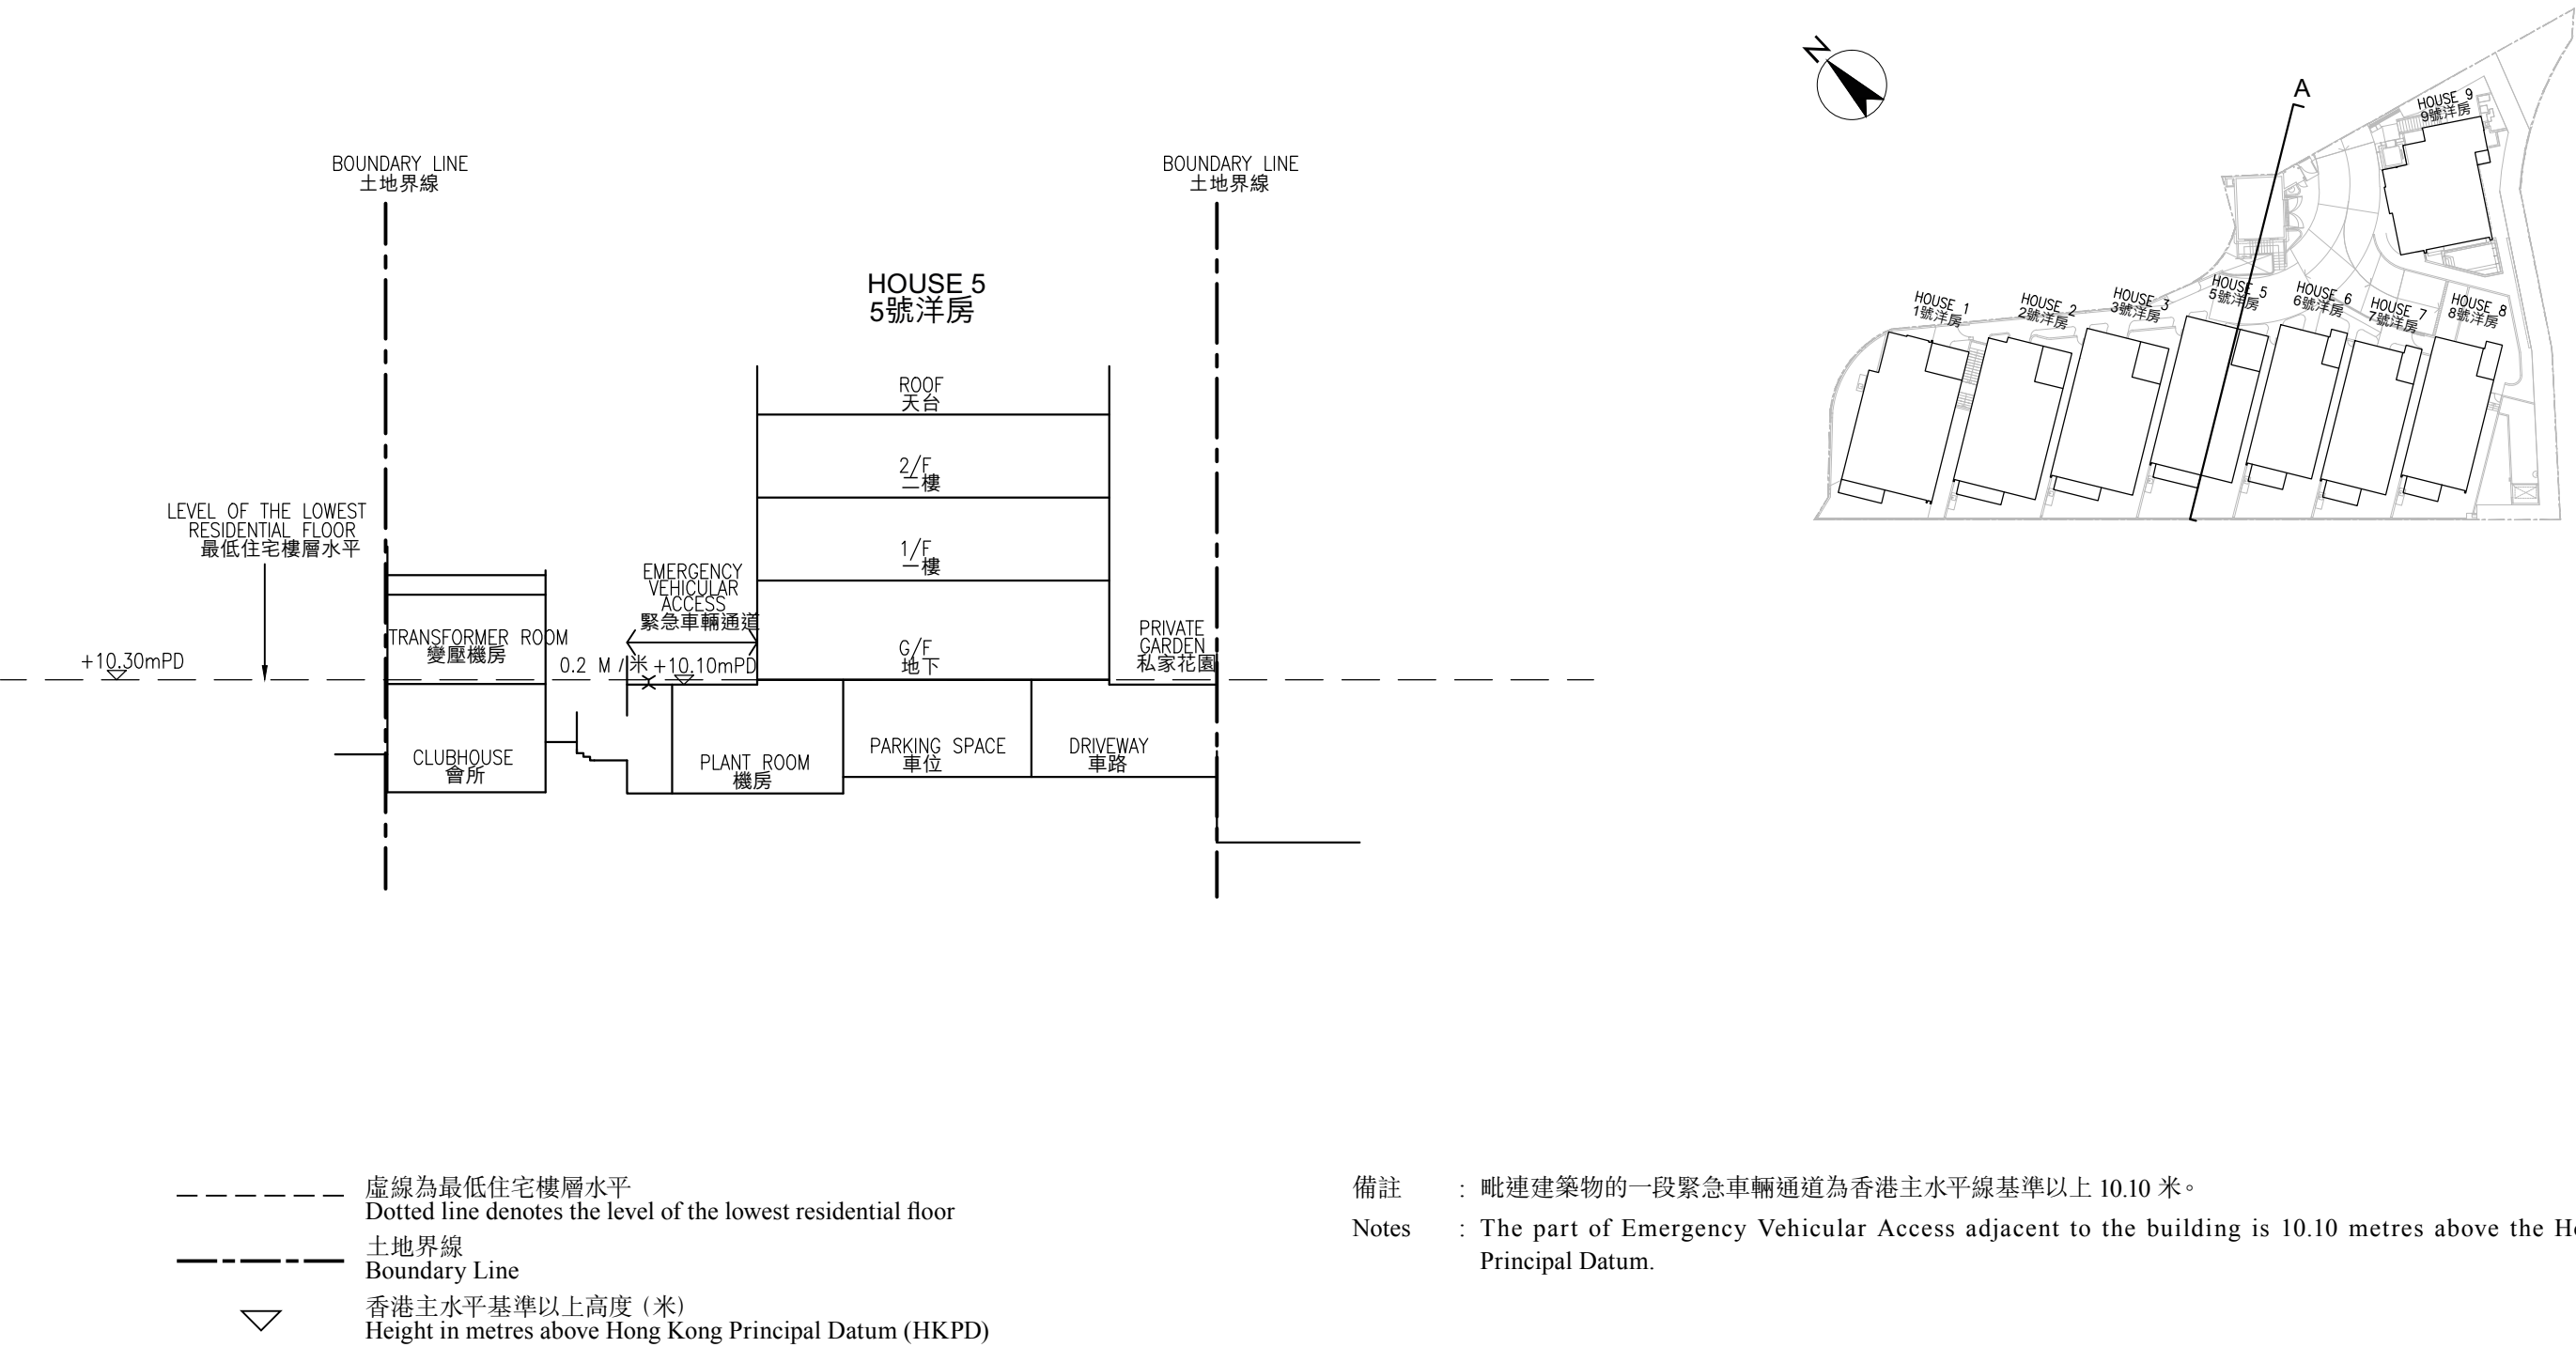 N
A
HOUSE 9
9號洋房
BOUNDARY LINE
土地界線
BOUNDARY LINE
土地界線
HOUSE 5
5號洋房
HOUSE 1
1號洋房
HOUSE 2
2號洋房
HOUSE 3
3號洋房
HOUSE 5
5號洋房
HOUSE 6
6號洋房
HOUSE 7
7號洋房
HOUSE 8
8號洋房
ROOF
天台
2/F
二樓
1/F
一樓
G/F
地下
LEVEL OF THE LOWEST
RESIDENTIAL FLOOR
最低住宅樓層水平
EMERGENCY
VEHICULAR
ACCESS
緊急車輛通道
TRANSFORMER ROOM
變壓機房
PRIVATE
GARDEN
私家花園
+10.30mPD
0.2 M / 米
+10.10mPD
CLUBHOUSE
會所
PLANT ROOM
機房
PARKING SPACE
車位
DRIVEWAY
車路
虛線為最低住宅樓層水平
Dotted line denotes the level of the lowest residential floor
土地界線
Boundary Line
香港主水平基準以上高度（米）
Height in metres above Hong Kong Principal Datum (HKPD)
備註 : 毗連建築物的一段緊急車輛通道為香港主水平線基準以上 10.10 米。
Notes : The part of Emergency Vehicular Access adjacent to the building is 10.10 metres above the
Principal Datum.